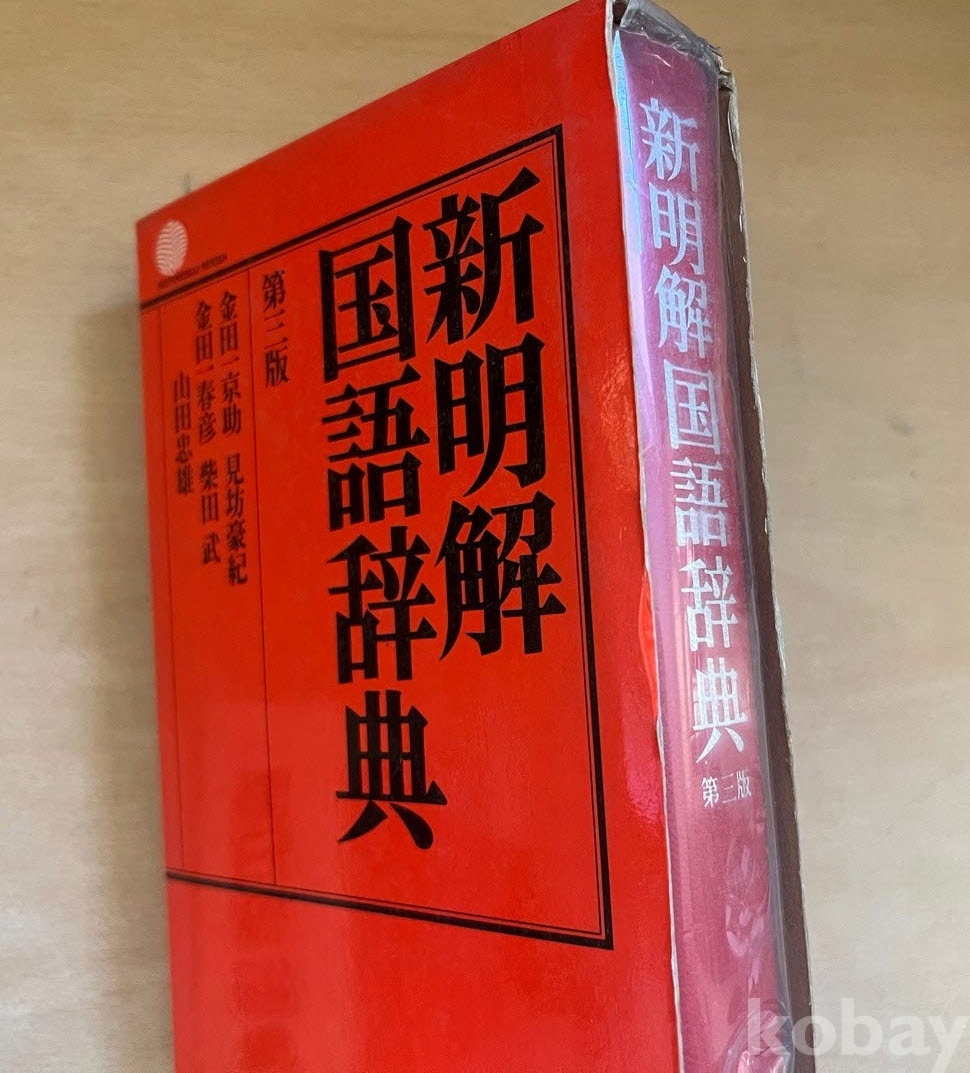 新明解
国語辞典
第三版
金田一京助 見坊豪紀
金田一春彦 柴田 武
山田忠雄
新明解国語辞典
第三版
kobay